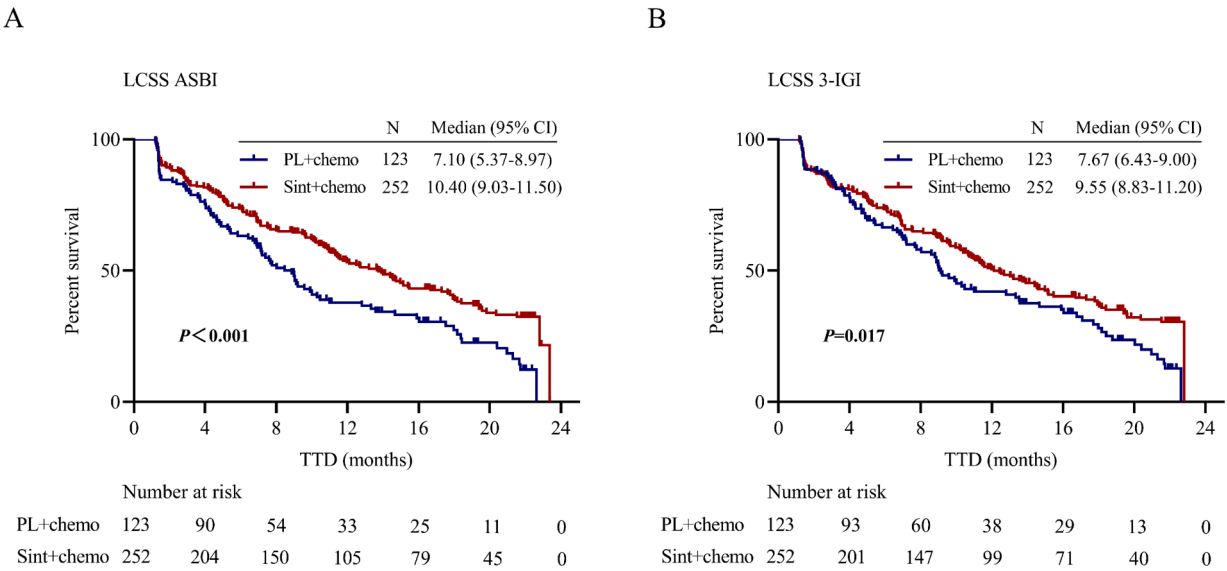 A
LCSS ASBI
N Median (95% CI)
PL+chemo 123 7.10 (5.37-8.97)
Sint+chemo 252 10.40 (9.03-11.50)
Percent survival
100
50
0
P＜0.001
0 4 8 12 16 20 24
TTD (months)
Number at risk
PL+chemo 123 90 54 33 25 11 0
Sint+chemo 252 204 150 105 79 45 0
B
LCSS 3-IGI
N Median (95% CI)
PL+chemo 123 7.67 (6.43-9.00)
Sint+chemo 252 9.55 (8.83-11.20)
Percent survival
100
50
0
P=0.017
0 4 8 12 16 20 24
TTD (months)
Number at risk
PL+chemo 123 93 60 38 29 13 0
Sint+chemo 252 201 147 99 71 40 0